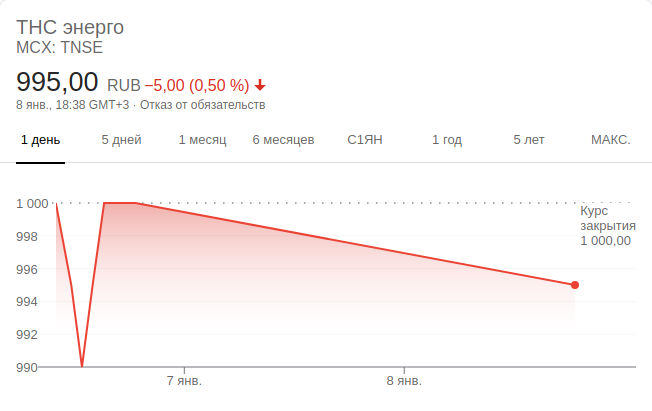 ТНС энерго
MCX: TNSE
995,00 RUB −5,00 (0,50 %)
8 янв., 18:38 GMT+3 · Отказ от обязательств
1 день 5 дней 1 месяц 6 месяцев С1ЯН 1 год 5 лет МАКС.
1 000
Курс
закрытия
1 000,00
998
996
994
992
990
7 янв. 8 янв.